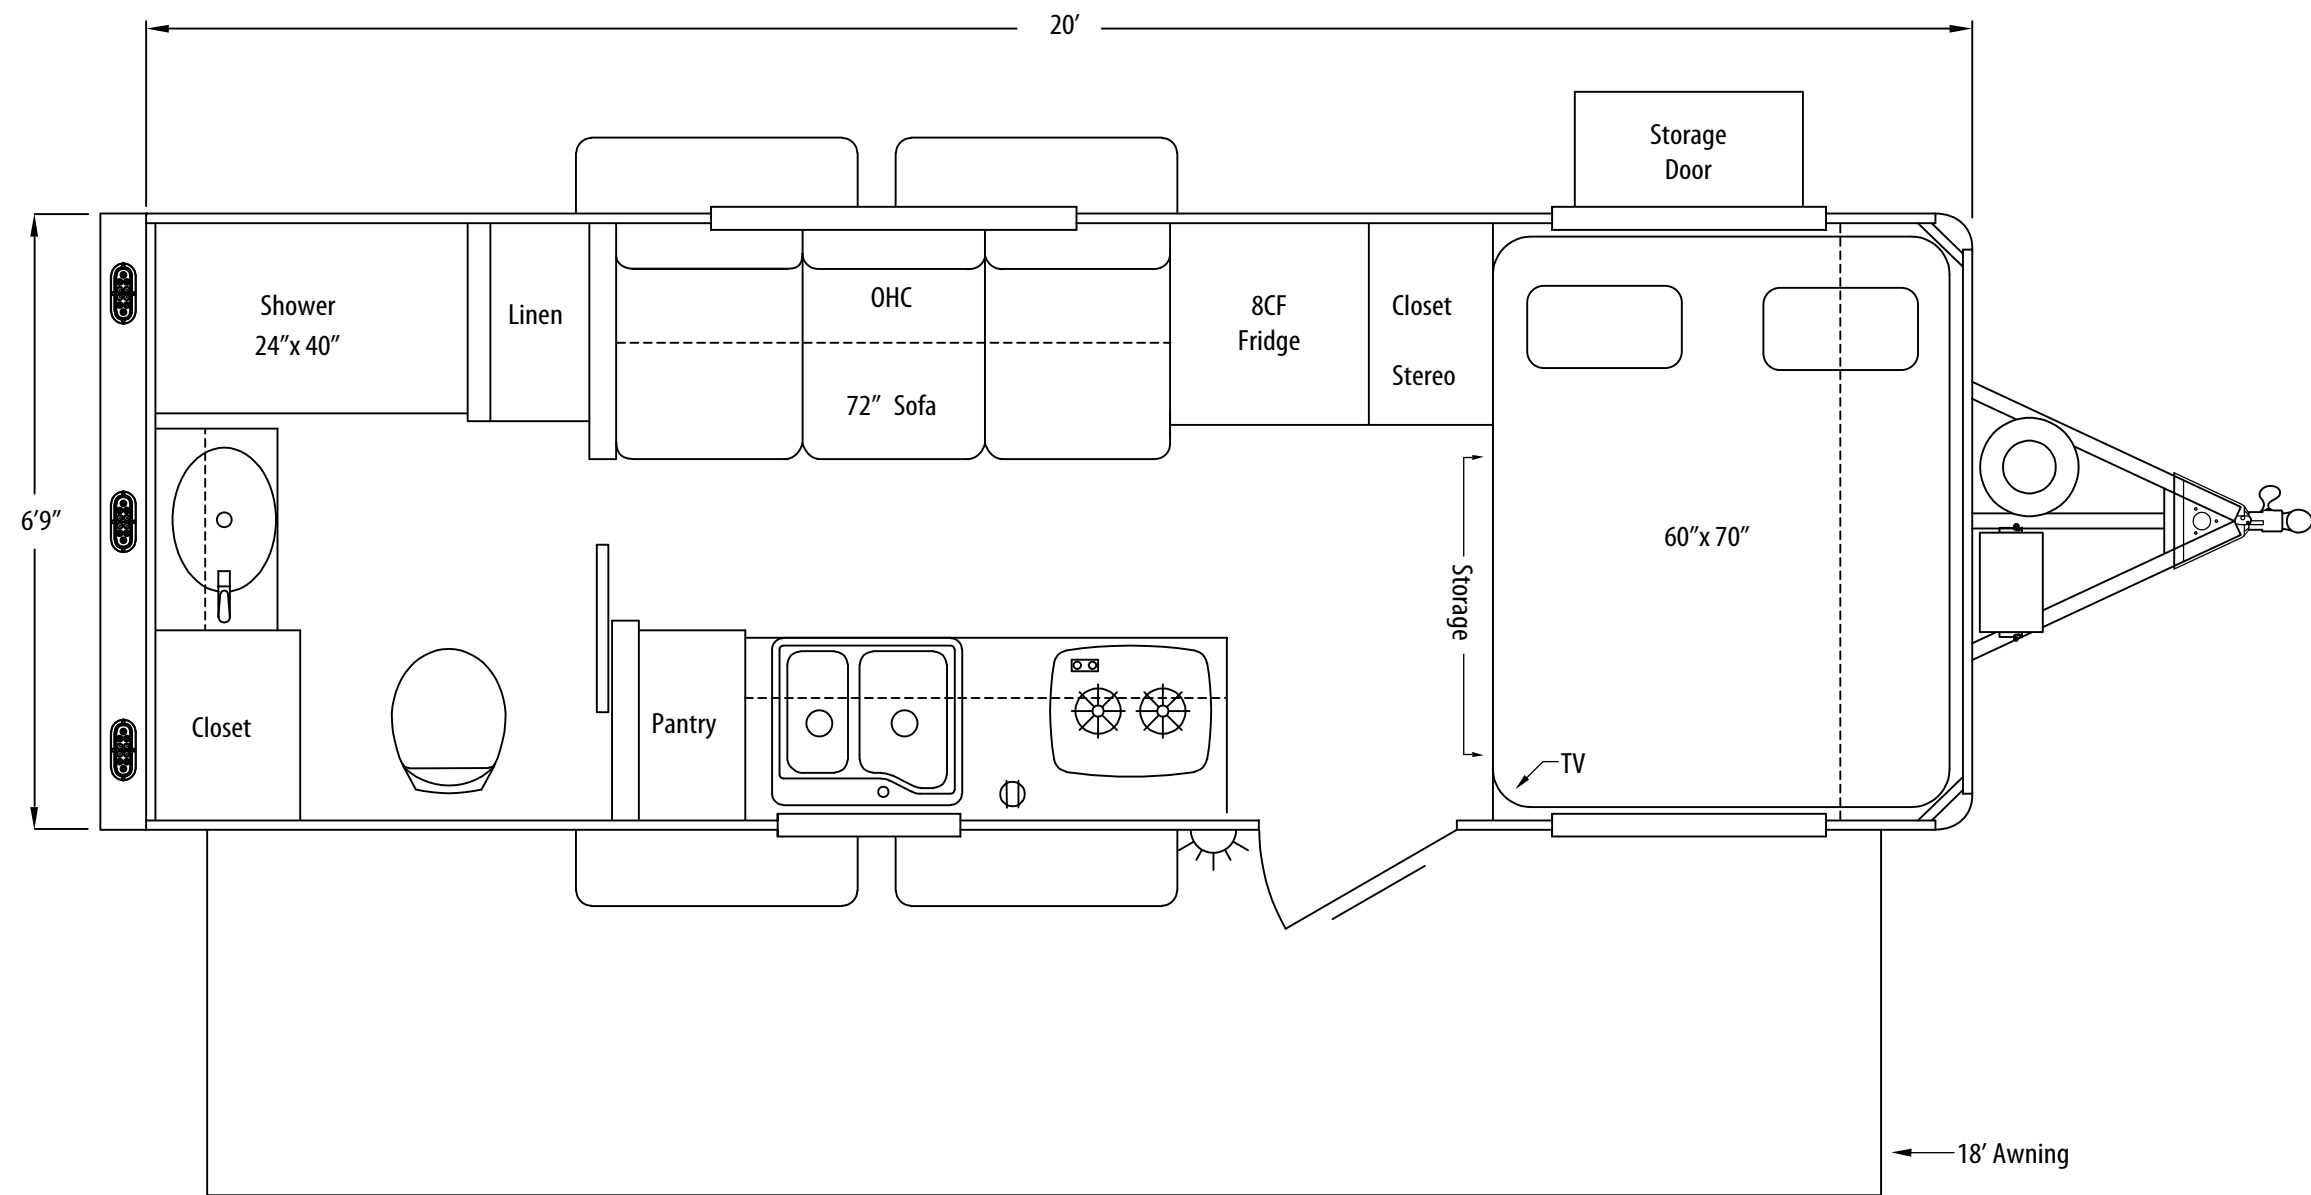 20′
Storage
Door
Shower
24″x 40″
Linen
OHC
72″ Sofa
8CF
Fridge
Closet
Stereo
6′9″
60″x 70″
Storage
Closet
Pantry
TV
18′ Awning